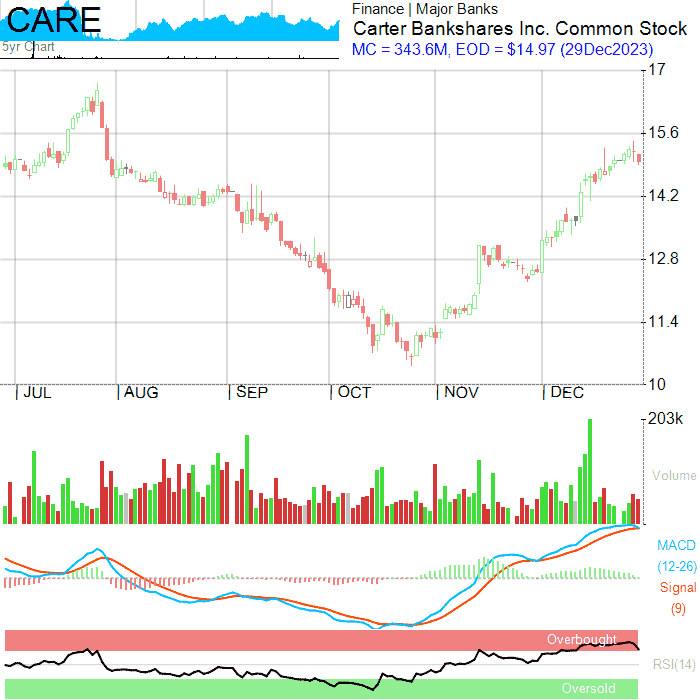 CARE
5yr Chart
Finance | Major Banks
Carter Bankshares Inc. Common Stock
MC = 343.6M, EOD = $14.97 (29Dec2023)
17
15.6
14.2
12.8
11.4
10
JUL AUG SEP OCT NOV DEC
203k
Volume
MACD
(12-26)
Signal
(9)
Overbought
RSI(14)
Oversold